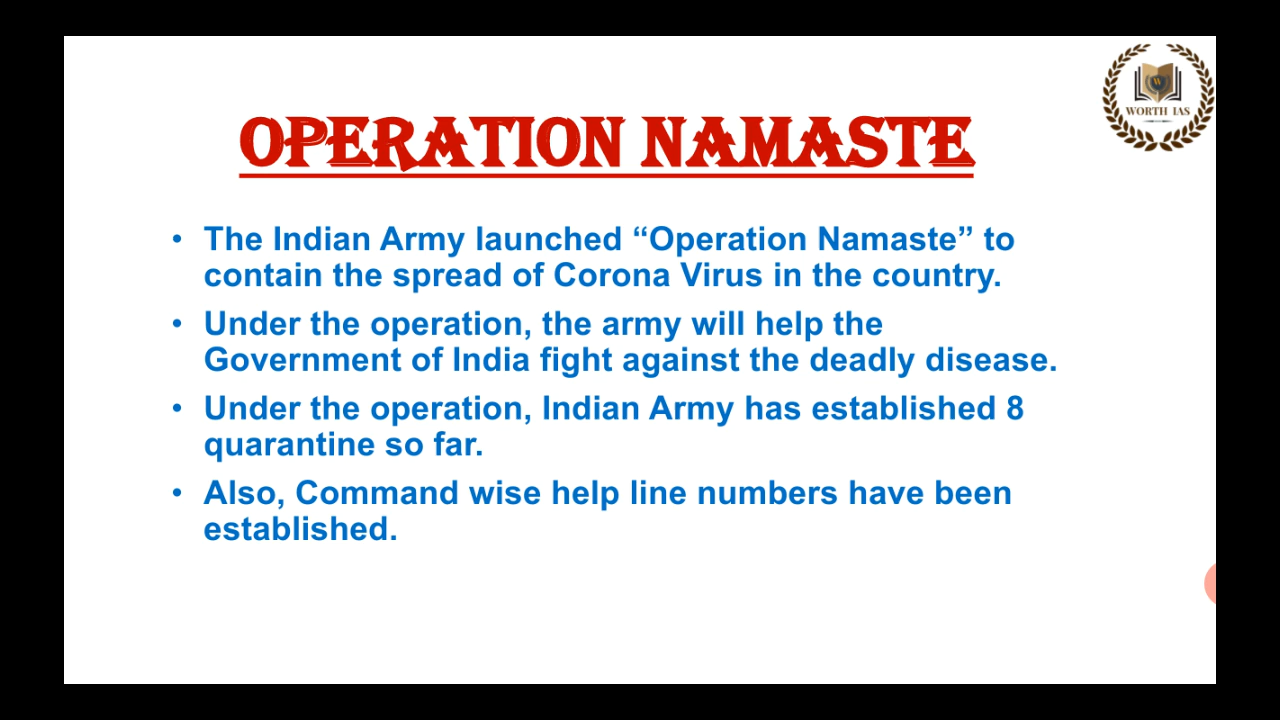 WORTH IAS
OPERATION NAMASTE
• The Indian Army launched “Operation Namaste” to
contain the spread of Corona Virus in the country.
• Under the operation, the army will help the
Government of India fight against the deadly disease.
• Under the operation, Indian Army has established 8
quarantine so far.
• Also, Command wise help line numbers have been
established.